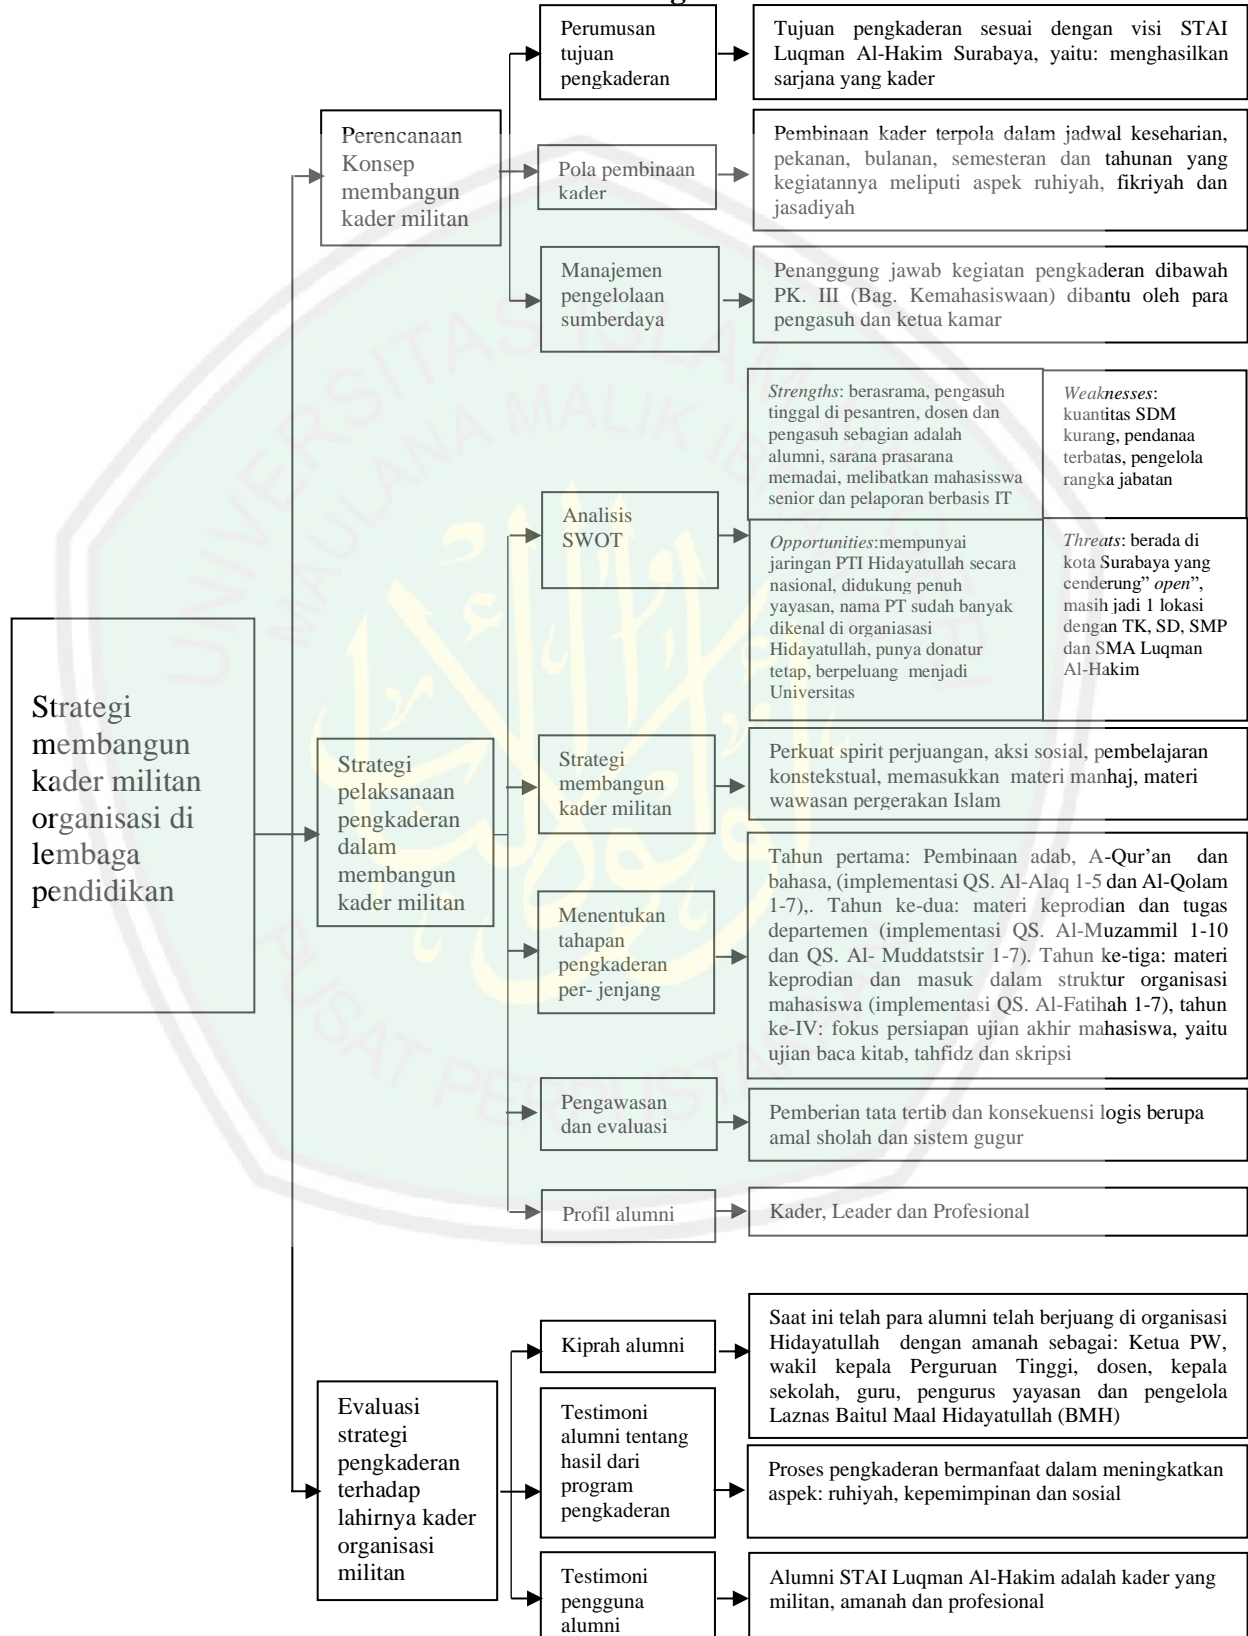 Perumusan
tujuan
pengkaderan
Tujuan pengkaderan sesuai dengan visi STAI
Luqman Al-Hakim Surabaya, yaitu: menghasilkan
sarjana yang kader
Perencanaan
Konsep
membangun
kader militan
Pola pembinaan
kader
Pembinaan kader terpola dalam jadwal keseharian,
pekanan, bulanan, semesteran dan tahunan yang
kegiatannya meliputi aspek ruhiyah, fikriyah dan
jasadiyah
Manajemen
pengelolaan
sumberdaya
Penanggung jawab kegiatan pengkaderan dibawah
PK. III (Bag. Kemahasiswaan) dibantu oleh para
pengasuh dan ketua kamar
Strategi
membangun
kader militan
organisasi di
lembaga
pendidikan
Strategi
pelaksanaan
pengkaderan
dalam
membangun
kader militan
Analisis
SWOT
Strengths: berasrama, pengasuh
tinggal di pesantren, dosen dan
pengasuh sebagian adalah
alumni, sarana prasarana
memadai, melibatkan mahasisswa
senior dan pelaporan berbasis IT
Weaknesses:
kuantitas SDM
kurang, pendanaa
terbatas, pengelola
rangka jabatan
Opportunities:mempunyai
jaringan PTI Hidayatullah secara
nasional, didukung penuh
yayasan, nama PT sudah banyak
dikenal di organiasasi
Hidayatullah, punya donatur
tetap, berpeluang menjadi
Universitas
Threats: berada di
kota Surabaya yang
cenderung” open”,
masih jadi 1 lokasi
dengan TK, SD, SMP
dan SMA Luqman
Al-Hakim
Strategi
membangun
kader militan
Perkuat spirit perjuangan, aksi sosial, pembelajaran
konstekstual, memasukkan materi manhaj, materi
wawasan pergerakan Islam
Menentukan
tahapan
pengkaderan
per- jenjang
Tahun pertama: Pembinaan adab, A-Qur’an dan
bahasa, (implementasi QS. Al-Alaq 1-5 dan Al-Qolam
1-7),. Tahun ke-dua: materi keprodian dan tugas
departemen (implementasi QS. Al-Muzammil 1-10
dan QS. Al- Muddatstsir 1-7). Tahun ke-tiga: materi
keprodian dan masuk dalam struktur organisasi
mahasiswa (implementasi QS. Al-Fatihah 1-7), tahun
ke-IV: fokus persiapan ujian akhir mahasiswa, yaitu
ujian baca kitab, tahfidz dan skripsi
Pengawasan
dan evaluasi
Pemberian tata tertib dan konsekuensi logis berupa
amal sholah dan sistem gugur
Profil alumni
Kader, Leader dan Profesional
Evaluasi
strategi
pengkaderan
terhadap
lahirnya kader
organisasi
militan
Kiprah alumni
Saat ini telah para alumni telah berjuang di organisasi
Hidayatullah dengan amanah sebagai: Ketua PW,
wakil kepala Perguruan Tinggi, dosen, kepala
sekolah, guru, pengurus yayasan dan pengelola
Laznas Baitul Maal Hidayatullah (BMH)
Testimoni
alumni tentang
hasil dari
program
pengkaderan
Proses pengkaderan bermanfaat dalam meningkatkan
aspek: ruhiyah, kepemimpinan dan sosial
Testimoni
pengguna
alumni
Alumni STAI Luqman Al-Hakim adalah kader yang
militan, amanah dan profesional
UNIVERSITAS ISLAM NEGERI
MAULANA MALIK IBRAHIM
PUSAT PERPUSTAKAAN